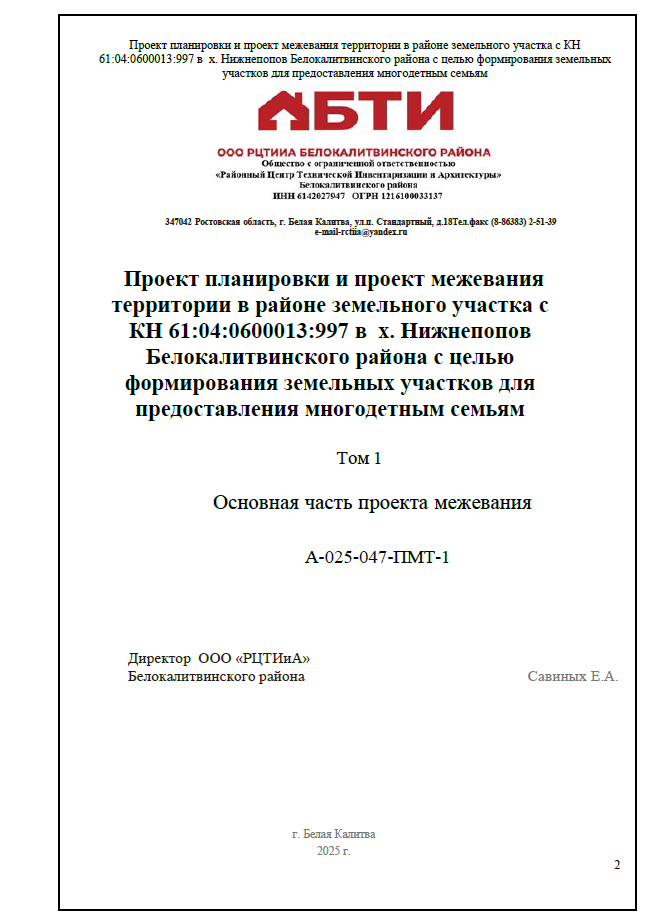 Проект планировки и проект межевания территории в районе земельного участка с КН
61:04:0600013:997 в х. Нижнепопов Белокалитвинского района с целью формирования земельных
участков для предоставления многодетным семьям
БТИ
ООО РЦТИИА БЕЛОКАЛИТВИНСКОГО РАЙОНА
Общество с ограниченной ответственностью
«Районный Центр Технической Инвентаризации и Архитектуры»
Белокалитвинского района
ИНН 6142027947 ОГРН 1216100033137
347042 Ростовская область, г. Белая Калитва, ул.п. Стандартный, д.18Тел.факс (8-86383) 2-51-39
e-mail-rctiia@yandex.ru
Проект планировки и проект межевания
территории в районе земельного участка с
КН 61:04:0600013:997 в х. Нижнепопов
Белокалитвинского района с целью
формирования земельных участков для
предоставления многодетным семьям
Том 1
Основная часть проекта межевания
А-025-047-ПМТ-1
Директор ООО «РЦТИиА»
Белокалитвинского района Савиных Е.А.
г. Белая Калитва
2025 г.
2